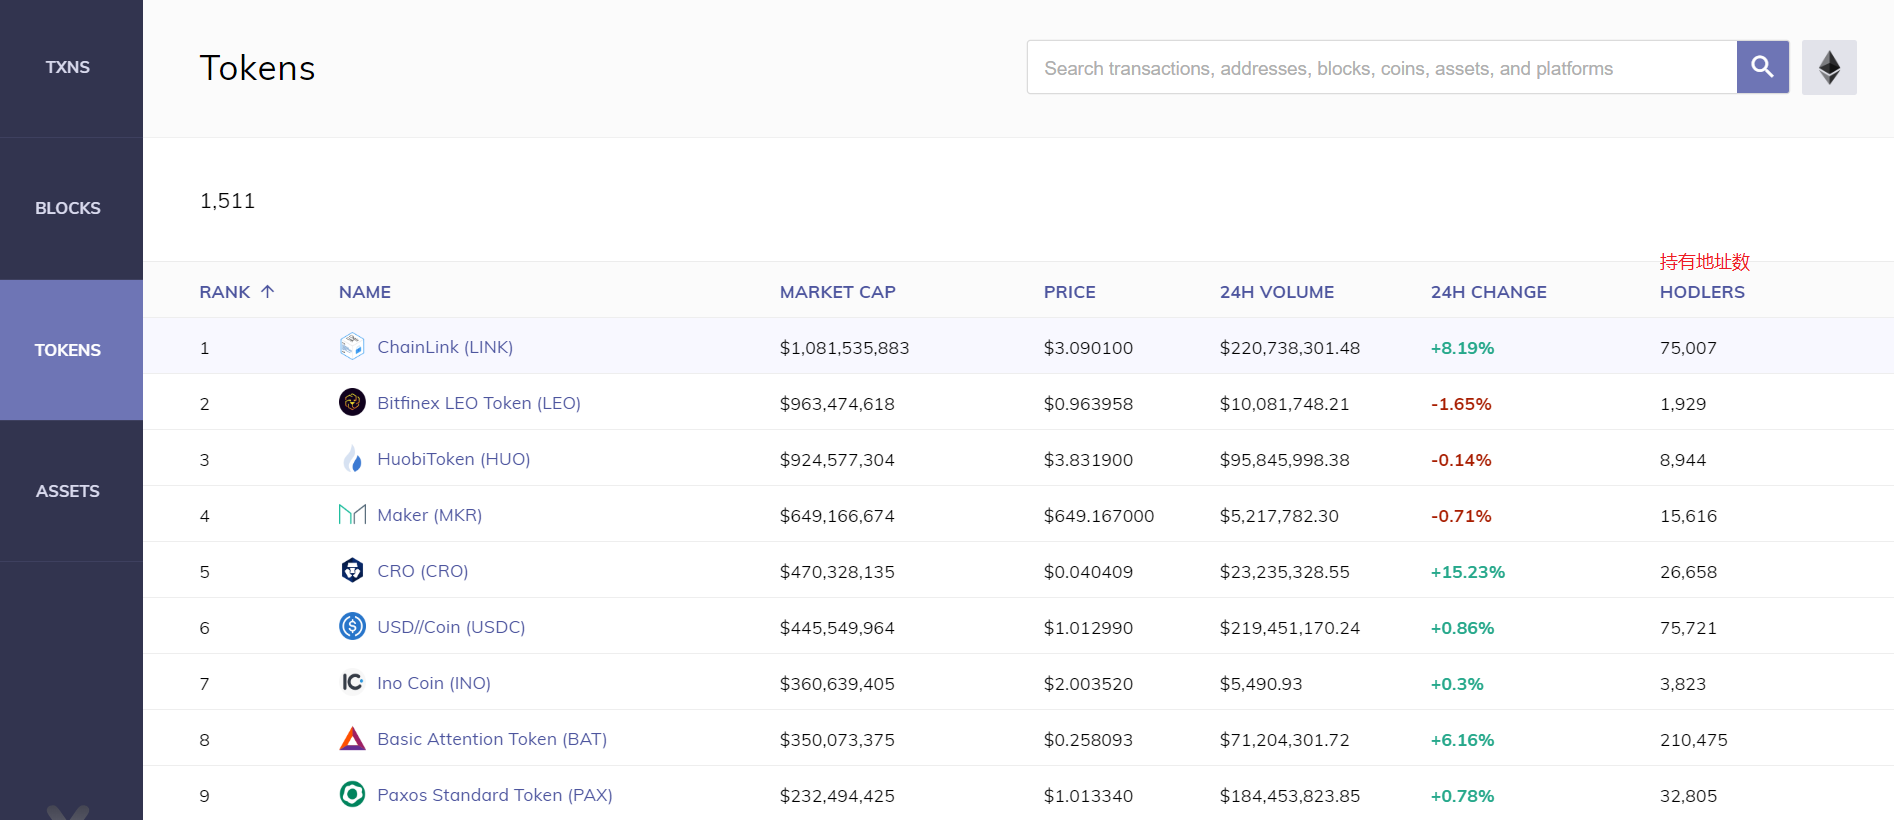 TXNS
BLOCKS
TOKENS
ASSETS
Tokens
Search transactions, addresses, blocks, coins, assets, and platforms
1,511
持有地址数
RANK ↑ NAME MARKET CAP PRICE 24H VOLUME 24H CHANGE HODLERS
1 ChainLink (LINK) $1,081,535,883 $3.090100 $220,738,301.48 +8.19% 75,007
2 Bitfinex LEO Token (LEO) $963,474,618 $0.963958 $10,081,748.21 -1.65% 1,929
3 HuobiToken (HUO) $924,577,304 $3.831900 $95,845,998.38 -0.14% 8,944
4 Maker (MKR) $649,166,674 $649.167000 $5,217,782.30 -0.71% 15,616
5 CRO (CRO) $470,328,135 $0.040409 $23,235,328.55 +15.23% 26,658
6 USD//Coin (USDC) $445,549,964 $1.012990 $219,451,170.24 +0.86% 75,721
7 IC Ino Coin (INO) $360,639,405 $2.003520 $5,490.93 +0.3% 3,823
8 Basic Attention Token (BAT) $350,073,375 $0.258093 $71,204,301.72 +6.16% 210,475
9 Paxos Standard Token (PAX) $232,494,425 $1.013340 $184,453,823.85 +0.78% 32,805